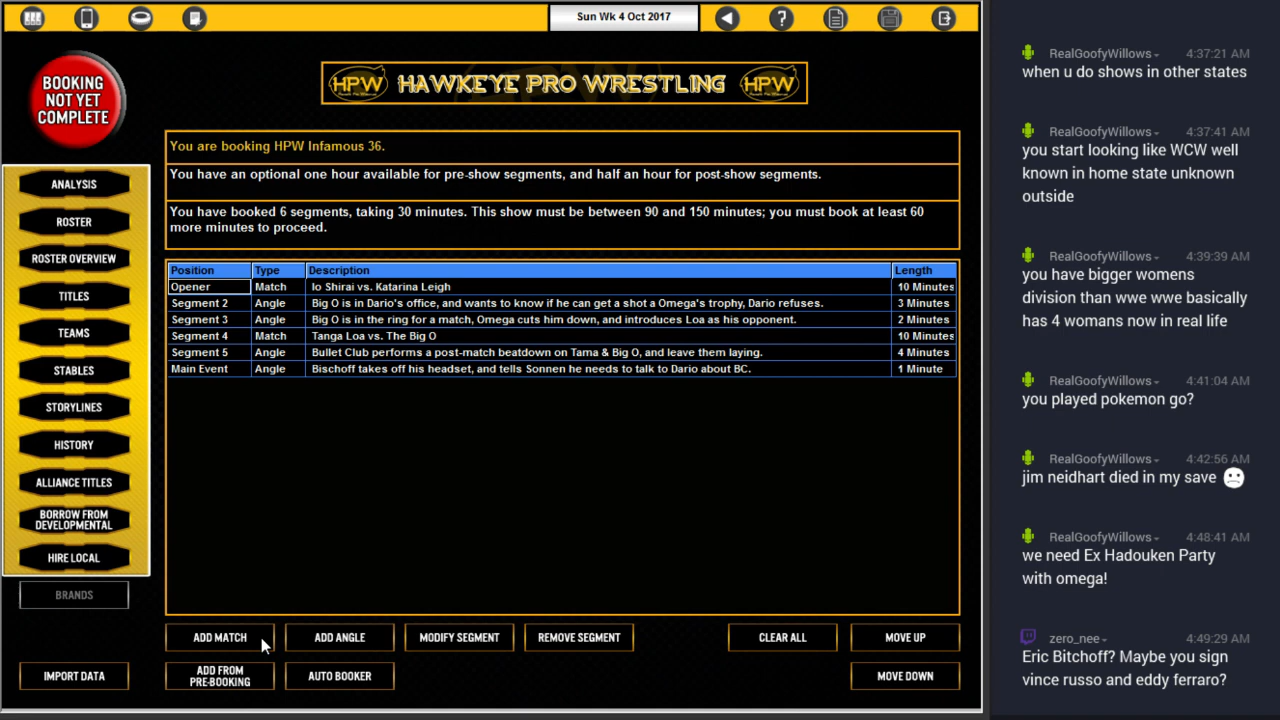 Sun Wk 4 Oct 2017
?
BOOKING
NOT YET
COMPLETE
HPW HAWKEYE PRO WRESTLING HPW
You are booking HPW Infamous 36.
You have an optional one hour available for pre-show segments, and half an hour for post-show segments.
You have booked 6 segments, taking 30 minutes. This show must be between 90 and 150 minutes; you must book at least 60
more minutes to proceed.
ANALYSIS
ROSTER
ROSTER OVERVIEW
TITLES
TEAMS
STABLES
STORYLINES
HISTORY
ALLIANCE TITLES
BORROW FROM
DEVELOPMENTAL
HIRE LOCAL
BRANDS
IMPORT DATA
Position Type Description Length
Opener Match Io Shirai vs. Katarina Leigh 10 Minutes
Segment 2 Angle Big O is in Dario's office, and wants to know if he can get a shot a Omega's trophy, Dario refuses. 3 Minutes
Segment 3 Angle Big O is in the ring for a match, Omega cuts him down, and introduces Loa as his opponent. 2 Minutes
Segment 4 Match Tanga Loa vs. The Big O 10 Minutes
Segment 5 Angle Bullet Club performs a post-match beatdown on Tama & Big O, and leave them laying. 4 Minutes
Main Event Angle Bischoff takes off his headset, and tells Sonnen he needs to talk to Dario about BC. 1 Minute
ADD MATCH ADD ANGLE MODIFY SEGMENT REMOVE SEGMENT CLEAR ALL MOVE UP
ADD FROM
PRE-BOOKING
AUTO BOOKER
MOVE DOWN
RealGoofyWillows 4:37:21 AM
when u do shows in other states
RealGoofyWillows 4:37:41 AM
you start looking like WCW well
known in home state unknown
outside
RealGoofyWillows 4:39:39 AM
you have bigger womens
division than wwe wwe basically
has 4 womans now in real life
RealGoofyWillows 4:41:04 AM
you played pokemon go?
RealGoofyWillows 4:42:56 AM
jim neidhart died in my save
RealGoofyWillows 4:48:41 AM
we need Ex Hadouken Party
with omega!
zero_nee 4:49:29 AM
Eric Bitchoff? Maybe you sign
vince russo and eddy ferraro?